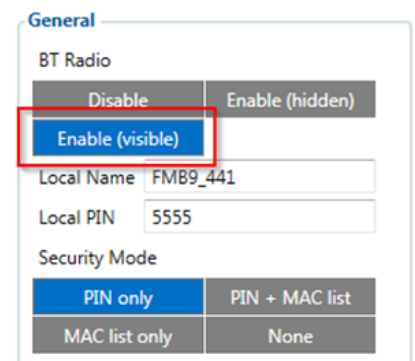 General
BT Radio
Disable Enable (hidden)
Enable (visible)
Local Name FMB9_441
Local PIN 5555
Security Mode
PIN only PIN + MAC list
MAC list only None